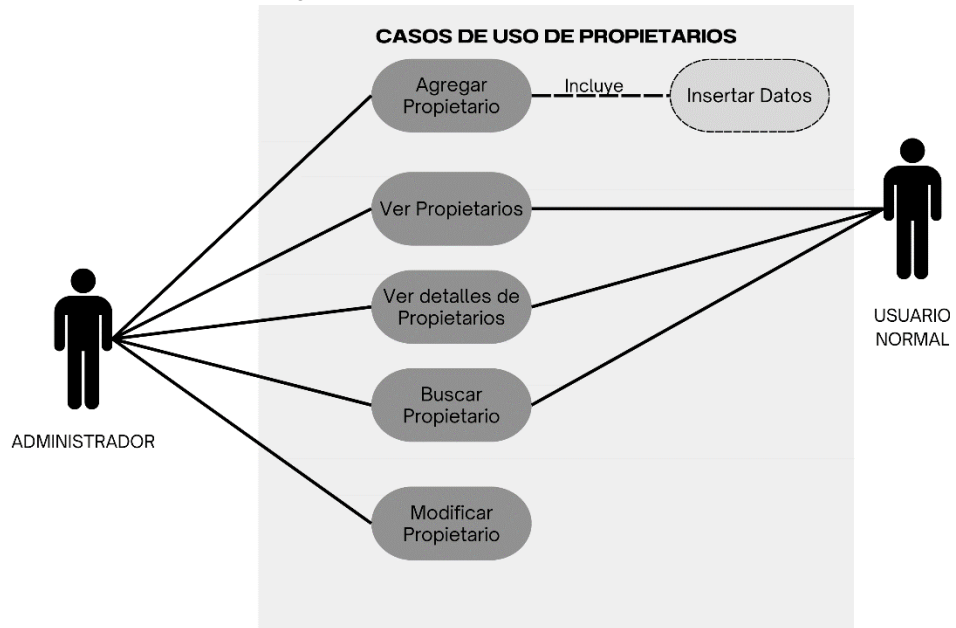 CASOS DE USO DE PROPIETARIOS
Agregar
Propietario
Incluye
Insertar Datos
Ver Propietarios
Ver detalles de
Propietarios
USUARIO
NORMAL
Buscar
Propietario
ADMINISTRADOR
Modificar
Propietario